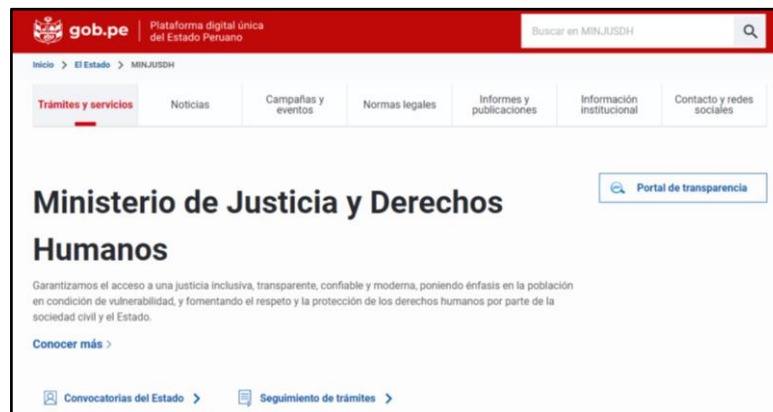 gob.pe
Plataforma digital única
del Estado Peruano
Buscar en MINJUSDH
Inicio > El Estado > MINJUSDH
Trámites y servicios
Noticias
Campañas y
eventos
Normas legales
Informes y
publicaciones
Información
institucional
Contacto y redes
sociales
Portal de transparencia
Ministerio de Justicia y Derechos
Humanos
Garantizamos el acceso a una justicia inclusiva, transparente, confiable y moderna, poniendo énfasis en la población
en condición de vulnerabilidad, y fomentando el respeto y la protección de los derechos humanos por parte de la
sociedad civil y el Estado.
Conocer más >
Convocatorias del Estado >
Seguimiento de trámites >